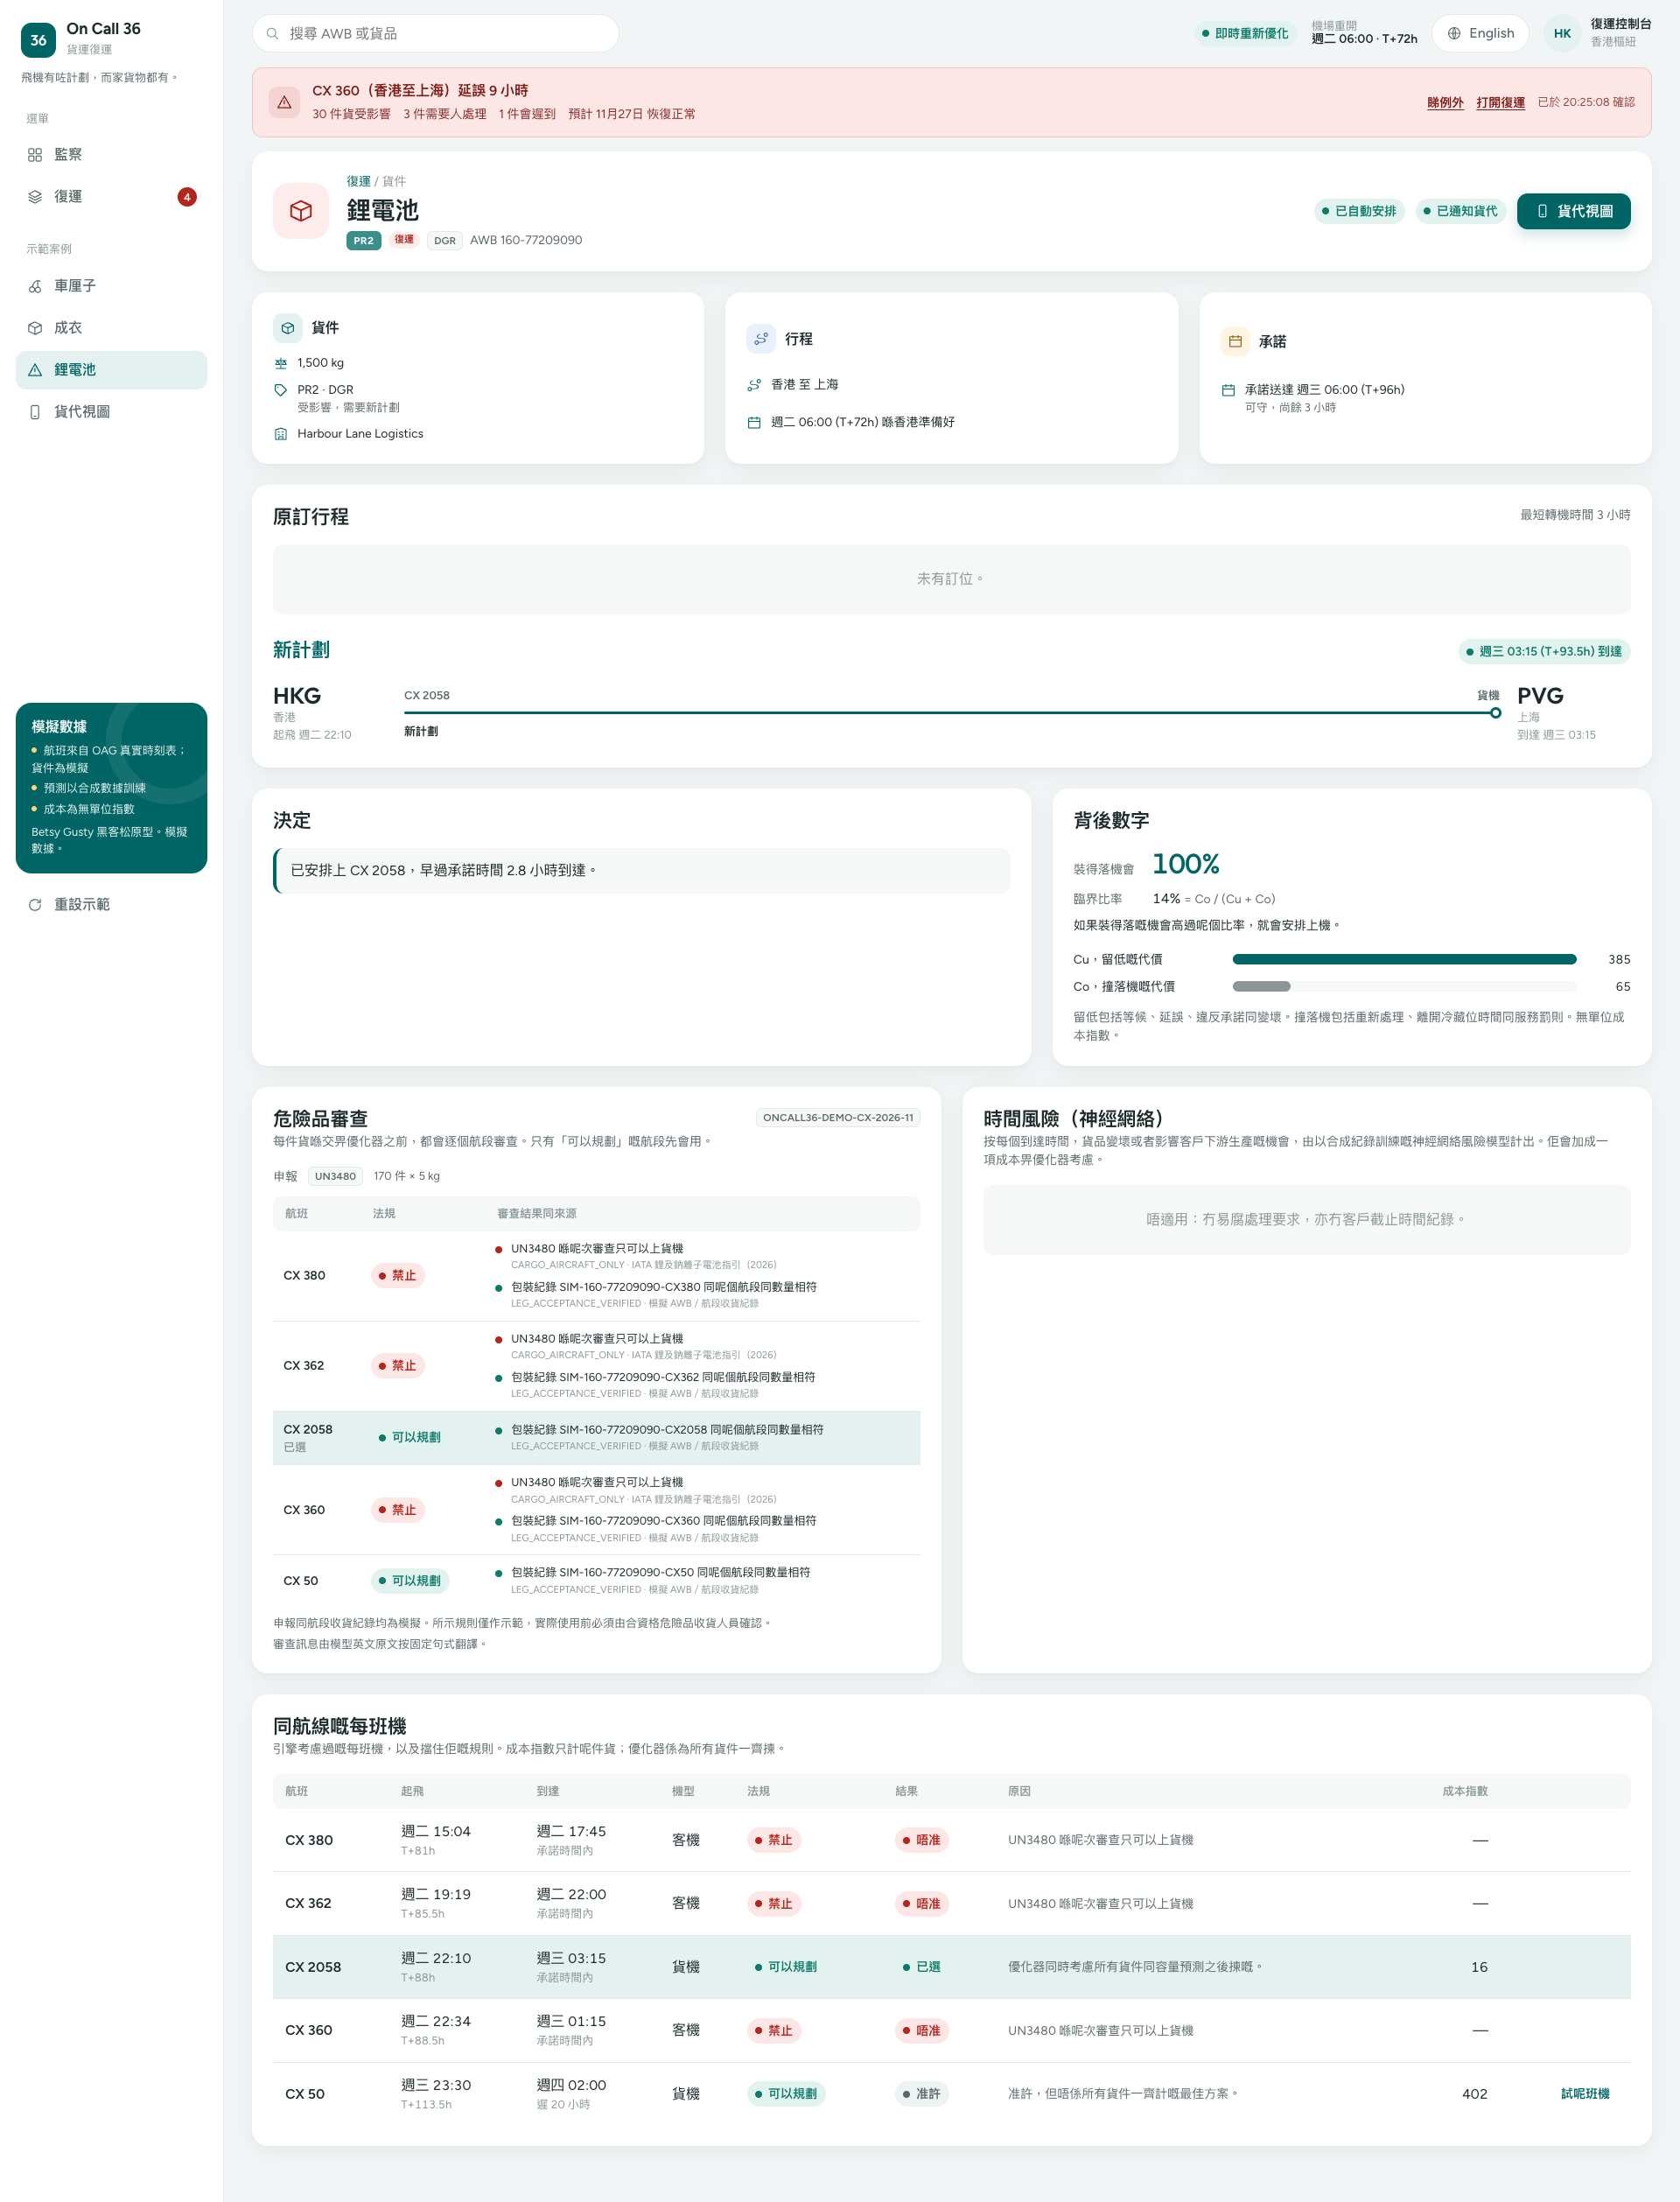 36
On Call 36
貨運復運
飛機有咗計劃，而家貨物都有。
選單
監察
復運
4
示範案例
車厘子
成衣
鋰電池
貨代視圖
模擬數據
航班來自 OAG 真實時刻表；
貨件為模擬
預測以合成數據訓練
成本為無單位指數
Betsy Gusty 黑客松原型。模擬
數據。
重設示範
搜尋 AWB 或貨品
即時重新優化
機場重開
週二 06:00 · T+72h
English
HK
復運控制台
香港樞紐
CX 360（香港至上海）延誤 9 小時
30 件貨受影響 3 件需要人處理 1 件會遲到 預計 11月27日 恢復正常
睇例外 打開復運 已於 20:25:08 確認
復運 / 貨件
鋰電池
PR2 復運 DGR AWB 160-77209090
已自動安排
已通知貨代
貨代視圖
貨件
1,500 kg
PR2 · DGR
受影響，需要新計劃
Harbour Lane Logistics
行程
香港 至 上海
週二 06:00 (T+72h) 喺香港準備好
承諾
承諾送達 週三 06:00 (T+96h)
可守，尚餘 3 小時
原訂行程
最短轉機時間 3 小時
未有訂位。
新計劃
週三 03:15 (T+93.5h) 到達
HKG
香港
起飛 週二 22:10
CX 2058
貨機
新計劃
PVG
上海
到達 週三 03:15
決定
已安排上 CX 2058，早過承諾時間 2.8 小時到達。
背後數字
裝得落機會 100%
臨界比率 14% = Co / (Cu + Co)
如果裝得落嘅機會高過呢個比率，就會安排上機。
Cu，留低嘅代價 385
Co，撞落機嘅代價 65
留低包括等候、延誤、違反承諾同變壞。撞落機包括重新處理、離開冷藏位時間同服務罰則。無單位成
本指數。
危險品審查
ONCALL36-DEMO-CX-2026-11
每件貨喺交畀優化器之前，都會逐個航段審查。只有「可以規劃」嘅航段先會用。
申報 UN3480 170 件 × 5 kg
航班 法規 審查結果同來源
CX 380 禁止
UN3480 喺呢次審查只可以上貨機
CARGO_AIRCRAFT_ONLY · IATA 鋰及鈉離子電池指引（2026）
包裝紀錄 SIM-160-77209090-CX380 同呢個航段同數量相符
LEG_ACCEPTANCE_VERIFIED · 模擬 AWB / 航段收貨紀錄
CX 362 禁止
UN3480 喺呢次審查只可以上貨機
CARGO_AIRCRAFT_ONLY · IATA 鋰及鈉離子電池指引（2026）
包裝紀錄 SIM-160-77209090-CX362 同呢個航段同數量相符
LEG_ACCEPTANCE_VERIFIED · 模擬 AWB / 航段收貨紀錄
CX 2058
已選
可以規劃
包裝紀錄 SIM-160-77209090-CX2058 同呢個航段同數量相符
LEG_ACCEPTANCE_VERIFIED · 模擬 AWB / 航段收貨紀錄
CX 360 禁止
UN3480 喺呢次審查只可以上貨機
CARGO_AIRCRAFT_ONLY · IATA 鋰及鈉離子電池指引（2026）
包裝紀錄 SIM-160-77209090-CX360 同呢個航段同數量相符
LEG_ACCEPTANCE_VERIFIED · 模擬 AWB / 航段收貨紀錄
CX 50 可以規劃
包裝紀錄 SIM-160-77209090-CX50 同呢個航段同數量相符
LEG_ACCEPTANCE_VERIFIED · 模擬 AWB / 航段收貨紀錄
申報同航段收貨紀錄均為模擬。所示規則僅作示範，實際使用前必須由合資格危險品收貨人員確認。
審查訊息由模型英文原文按固定句式翻譯。
時間風險（神經網絡）
按每個到達時間，貨品變壞或者影響客戶下游生產嘅機會，由以合成紀錄訓練嘅神經網絡風險模型計出。佢會加成一
項成本畀優化器考慮。
唔適用：冇易腐處理要求，亦冇客戶截止時間紀錄。
同航線嘅每班機
引擎考慮過嘅每班機，以及擋住佢嘅規則。成本指數只計呢件貨；優化器係為所有貨件一齊揀。
航班 起飛 到達 機型 法規 結果 原因 成本指數
CX 380 週二 15:04 週二 17:45 客機 禁止 唔准 UN3480 喺呢次審查只可以上貨機 —
T+81h 承諾時間內
CX 362 週二 19:19 週二 22:00 客機 禁止 唔准 UN3480 喺呢次審查只可以上貨機 —
T+85.5h 承諾時間內
CX 2058 週二 22:10 週三 03:15 貨機 可以規劃 已選 優化器同時考慮所有貨件同容量預測之後揀嘅。 16
T+88h 承諾時間內
CX 360 週二 22:34 週三 01:15 客機 禁止 唔准 UN3480 喺呢次審查只可以上貨機 —
T+88.5h 承諾時間內
CX 50 週三 23:30 週四 02:00 貨機 可以規劃 准許 准許，但唔係所有貨件一齊計嘅最佳方案。 402 試呢班機
T+113.5h 遲 20 小時